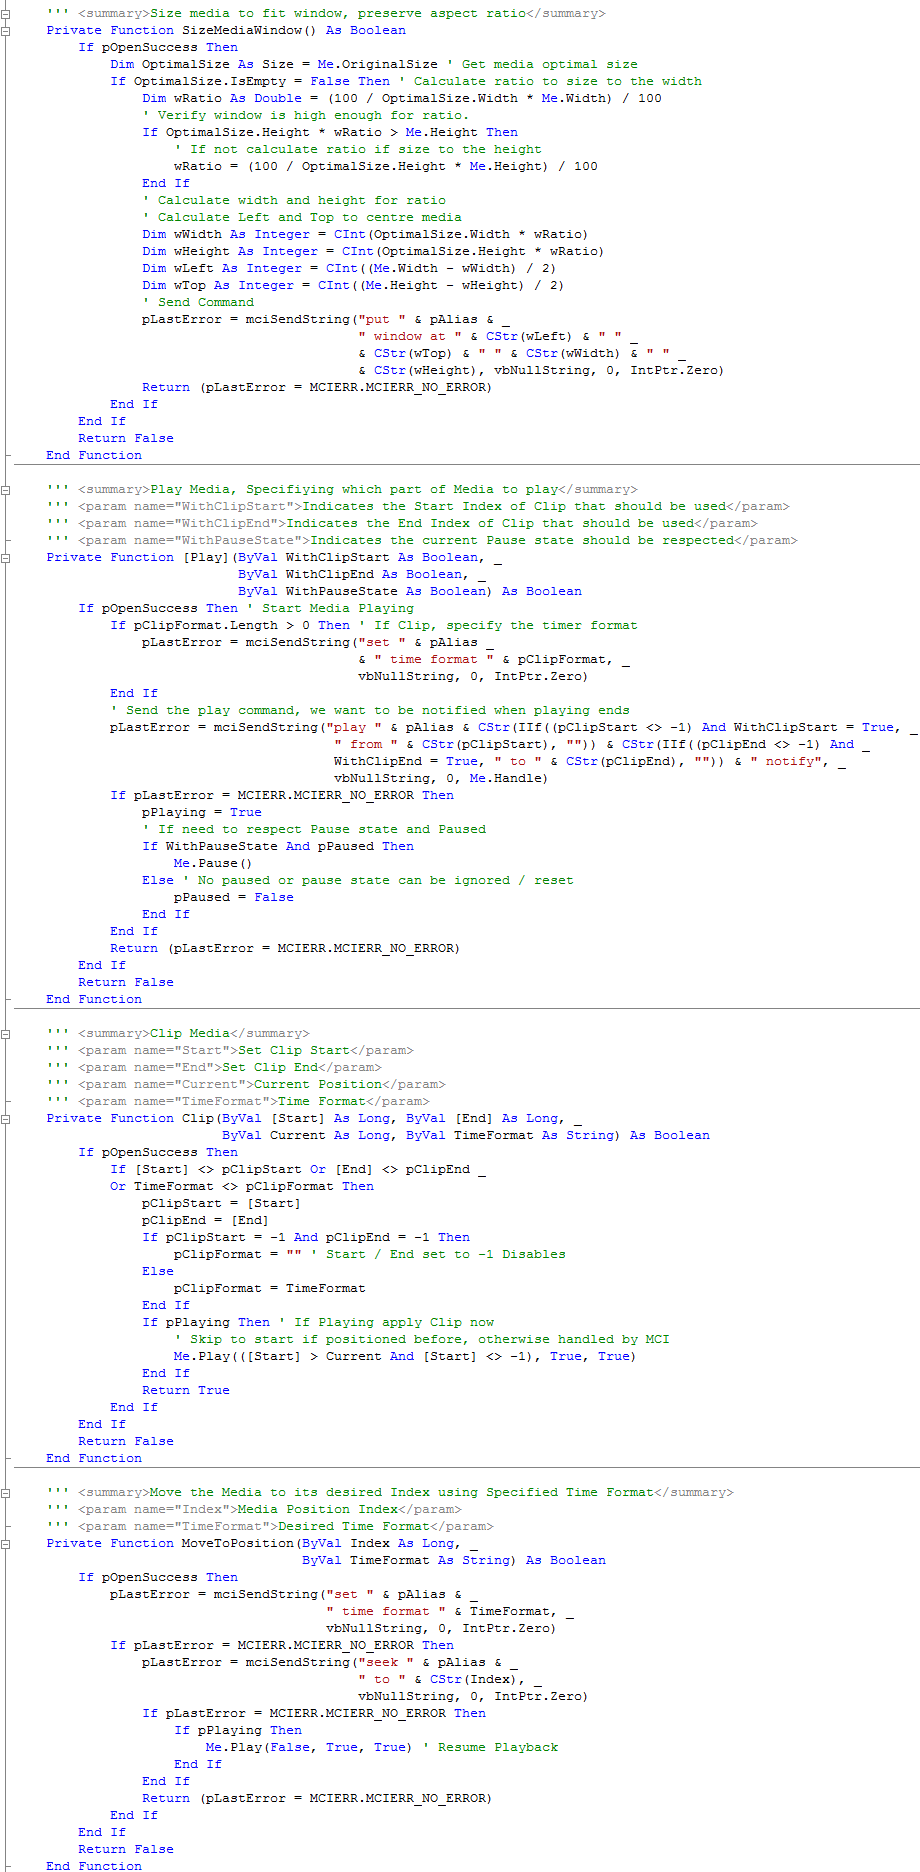 ''' <summary>Size media to fit window, preserve aspect ratio</summary>
Private Function SizeMediaWindow() As Boolean
If pOpenSuccess Then
Dim OptimalSize As Size = Me.OriginalSize ' Get media optimal size
If OptimalSize.IsEmpty = False Then ' Calculate ratio to size to the width
Dim wRatio As Double = (100 / OptimalSize.Width * Me.Width) / 100
' Verify window is high enough for ratio.
If OptimalSize.Height * wRatio > Me.Height Then
' If not calculate ratio if size to the height
wRatio = (100 / OptimalSize.Height * Me.Height) / 100
End If
' Calculate width and height for ratio
' Calculate Left and Top to centre media
Dim wWidth As Integer = CInt(OptimalSize.Width * wRatio)
Dim wHeight As Integer = CInt(OptimalSize.Height * wRatio)
Dim wLeft As Integer = CInt((Me.Width - wWidth) / 2)
Dim wTop As Integer = CInt((Me.Height - wHeight) / 2)
' Send Command
pLastError = mciSendString("put " & pAlias & _
" window at " & CStr(wLeft) & " " _
& CStr(wTop) & " " & CStr(wWidth) & " " _
& CStr(wHeight), vbNullString, 0, IntPtr.Zero)
Return (pLastError = MCIERR.MCIERR_NO_ERROR)
End If
End If
Return False
End Function
''' <summary>Play Media, Specifiying which part of Media to play</summary>
''' <param name="WithClipStart">Indicates the Start Index of Clip that should be used</param>
''' <param name="WithClipEnd">Indicates the End Index of Clip that should be used</param>
''' <param name="WithPauseState">Indicates the current Pause state should be respected</param>
Private Function [Play](ByVal WithClipStart As Boolean, _
ByVal WithClipEnd As Boolean, _
ByVal WithPauseState As Boolean) As Boolean
If pOpenSuccess Then ' Start Media Playing
If pClipFormat.Length > 0 Then ' If Clip, specify the timer format
pLastError = mciSendString("set " & pAlias _
& " time format " & pClipFormat, _
vbNullString, 0, IntPtr.Zero)
End If
' Send the play command, we want to be notified when playing ends
pLastError = mciSendString("play " & pAlias & CStr(IIf((pClipStart <> -1) And WithClipStart = True, _
" from " & CStr(pClipStart), "")) & CStr(IIf((pClipEnd <> -1) And _
WithClipEnd = True, " to " & CStr(pClipEnd), "")) & " notify", _
vbNullString, 0, Me.Handle)
If pLastError = MCIERR.MCIERR_NO_ERROR Then
pPlaying = True
' If need to respect Pause state and Paused
If WithPauseState And pPaused Then
Me.Pause()
Else ' No paused or pause state can be ignored / reset
pPaused = False
End If
End If
Return (pLastError = MCIERR.MCIERR_NO_ERROR)
End If
Return False
End Function
''' <summary>Clip Media</summary>
''' <param name="Start">Set Clip Start</param>
''' <param name="End">Set Clip End</param>
''' <param name="Current">Current Position</param>
''' <param name="TimeFormat">Time Format</param>
Private Function Clip(ByVal [Start] As Long, ByVal [End] As Long, _
ByVal Current As Long, ByVal TimeFormat As String) As Boolean
If pOpenSuccess Then
If [Start] <> pClipStart Or [End] <> pClipEnd _
Or TimeFormat <> pClipFormat Then
pClipStart = [Start]
pClipEnd = [End]
If pClipStart = -1 And pClipEnd = -1 Then
pClipFormat = "" ' Start / End set to -1 Disables
Else
pClipFormat = TimeFormat
End If
If pPlaying Then ' If Playing apply Clip now
' Skip to start if positioned before, otherwise handled by MCI
Me.Play(([Start] > Current And [Start] <> -1), True, True)
End If
Return True
End If
End If
Return False
End Function
''' <summary>Move the Media to its desired Index using Specified Time Format</summary>
''' <param name="Index">Media Position Index</param>
''' <param name="TimeFormat">Desired Time Format</param>
Private Function MoveToPosition(ByVal Index As Long, _
ByVal TimeFormat As String) As Boolean
If pOpenSuccess Then
pLastError = mciSendString("set " & pAlias & _
" time format " & TimeFormat, _
vbNullString, 0, IntPtr.Zero)
If pLastError = MCIERR.MCIERR_NO_ERROR Then
pLastError = mciSendString("seek " & pAlias & _
" to " & CStr(Index), _
vbNullString, 0, IntPtr.Zero)
If pLastError = MCIERR.MCIERR_NO_ERROR Then
If pPlaying Then
Me.Play(False, True, True) ' Resume Playback
End If
End If
Return (pLastError = MCIERR.MCIERR_NO_ERROR)
End If
End If
Return False
End Function